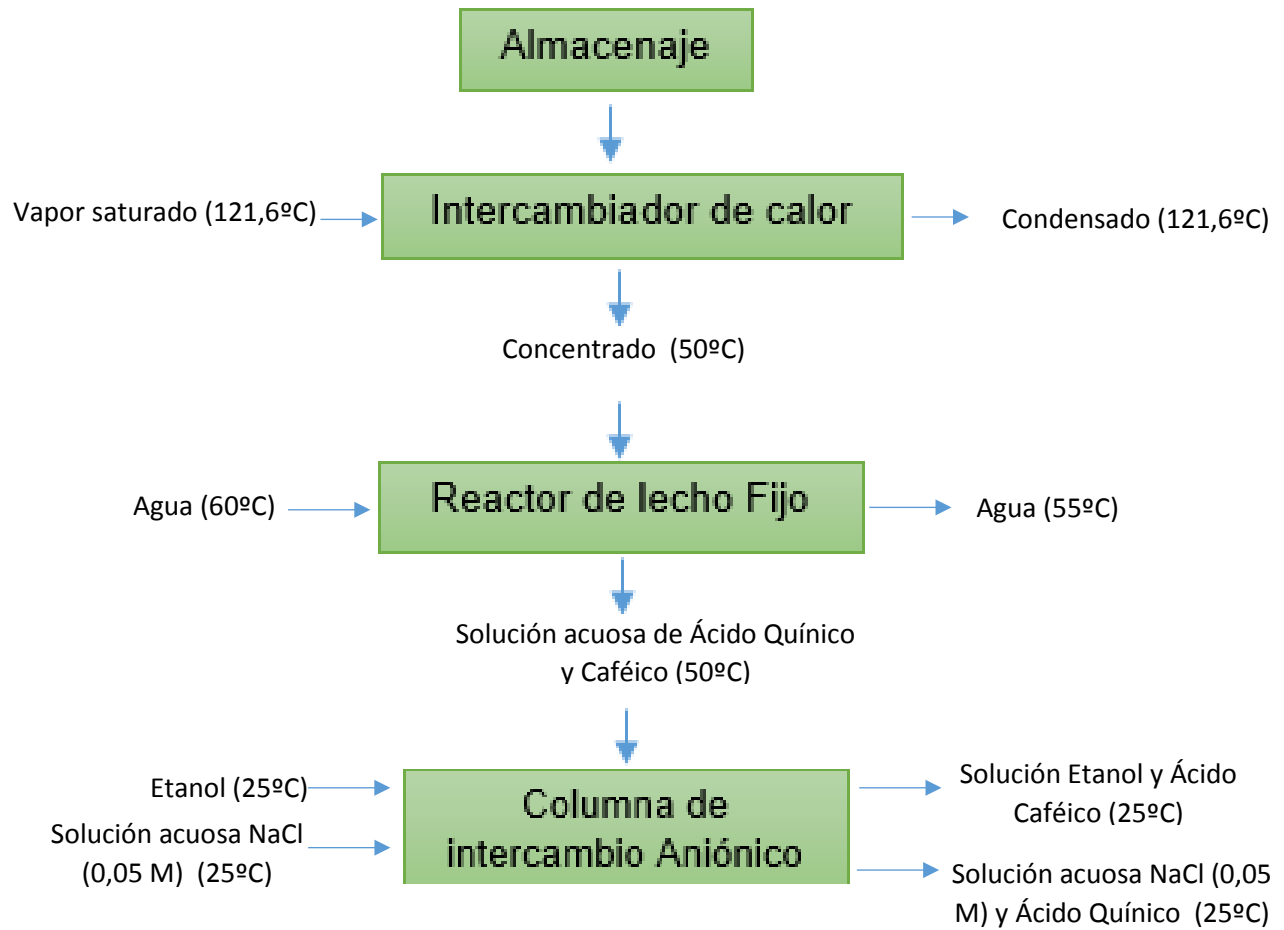 Almacenaje
Vapor saturado (121,6ºC)
Intercambiador de calor
Condensado (121,6ºC)
Concentrado (50ºC)
Agua (60ºC)
Reactor de lecho Fijo
Agua (55ºC)
Solución acuosa de Ácido Quínico
y Caféico (50ºC)
Etanol (25ºC)
Solución acuosa NaCl
(0,05 M) (25ºC)
Columna de
intercambio Aniónico
Solución Etanol y Ácido
Caféico (25ºC)
Solución acuosa NaCl (0,05
M) y Ácido Quínico (25ºC)